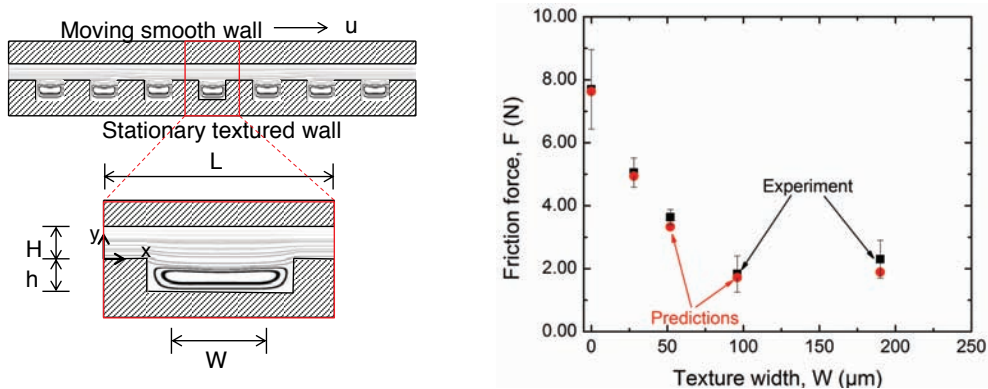 Moving smooth wall
u
Stationary textured wall
L
H
y
x
h
W
10.00
8.00
6.00
4.00
2.00
0.00
Friction force, F (N)
Experiment
Predictions
0 50 100 150 200 250
Texture width, W (µm)